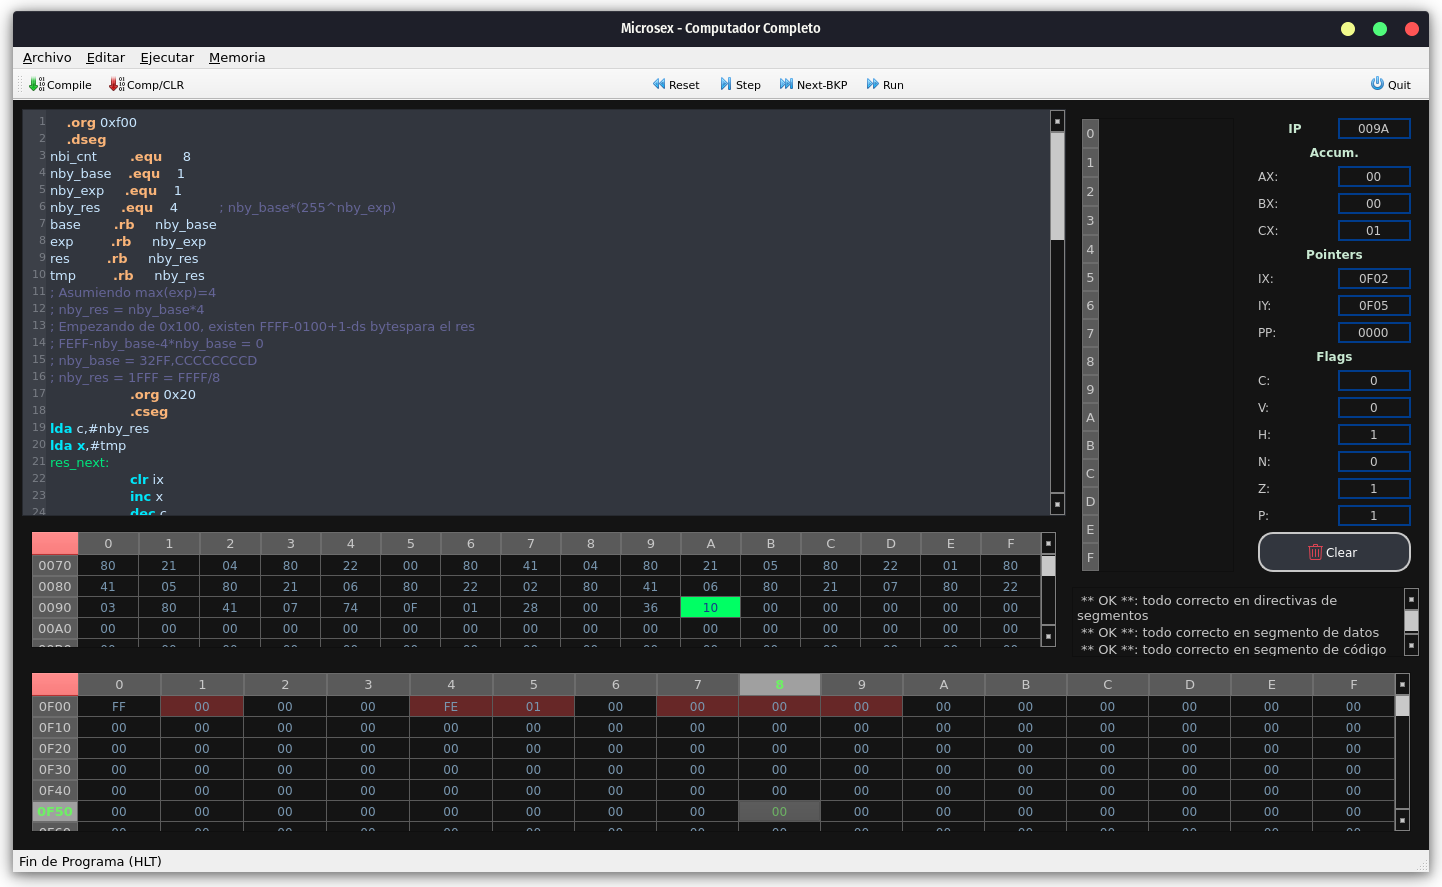 Microsex - Computador Completo
Archivo Editar Ejecutar Memoria
Compile Comp/CLR Reset Step Next-BKP Run Quit
1 .org 0xf00
2 .dseg
3 nbi_cnt .equ 8
4 nby_base .equ 1
5 nby_exp .equ 1
6 nby_res .equ 4 ; nby_base*(255^nby_exp)
7 base .rb nby_base
8 exp .rb nby_exp
9 res .rb nby_res
10 tmp .rb nby_res
11 ; Asumiendo max(exp)=4
12 ; nby_res = nby_base*4
13 ; Empezando de 0x100, existen FFFF-0100+1-ds bytespara el res
14 ; FEFF-nby_base-4*nby_base = 0
15 ; nby_base = 32FF,CCCCCCCCD
16 ; nby_res = 1FFF = FFFF/8
17 .org 0x20
18 .cseg
19 lda c,#nby_res
20 lda x,#tmp
21 res_next:
22 clr ix
23 inc x
24 dec c
0
1
2
3
4
5
6
7
8
9
A
B
C
D
E
F
IP 009A
Accum.
AX: 00
BX: 00
CX: 01
Pointers
IX: 0F02
IY: 0F05
PP: 0000
Flags
C: 0
V: 0
H: 1
N: 0
Z: 1
P: 1
Clear
0 1 2 3 4 5 6 7 8 9 A B C D E F
0070 80 21 04 80 22 00 80 41 04 80 21 05 80 22 01 80
0080 41 05 80 21 06 80 22 02 80 41 06 80 21 07 80 22
0090 03 80 41 07 74 0F 01 28 00 36 10 00 00 00 00 00
00A0 00 00 00 00 00 00 00 00 00 00 00 00 00 00 00 00
** OK **: todo correcto en directivas de
segmentos
** OK **: todo correcto en segmento de datos
** OK **: todo correcto en segmento de código
0 1 2 3 4 5 6 7 8 9 A B C D E F
0F00 FF 00 00 00 FE 01 00 00 00 00 00 00 00 00 00 00
0F10 00 00 00 00 00 00 00 00 00 00 00 00 00 00 00 00
0F20 00 00 00 00 00 00 00 00 00 00 00 00 00 00 00 00
0F30 00 00 00 00 00 00 00 00 00 00 00 00 00 00 00 00
0F40 00 00 00 00 00 00 00 00 00 00 00 00 00 00 00 00
0F50 00 00 00 00 00 00 00 00 00 00 00 00 00 00 00 00
Fin de Programa (HLT)